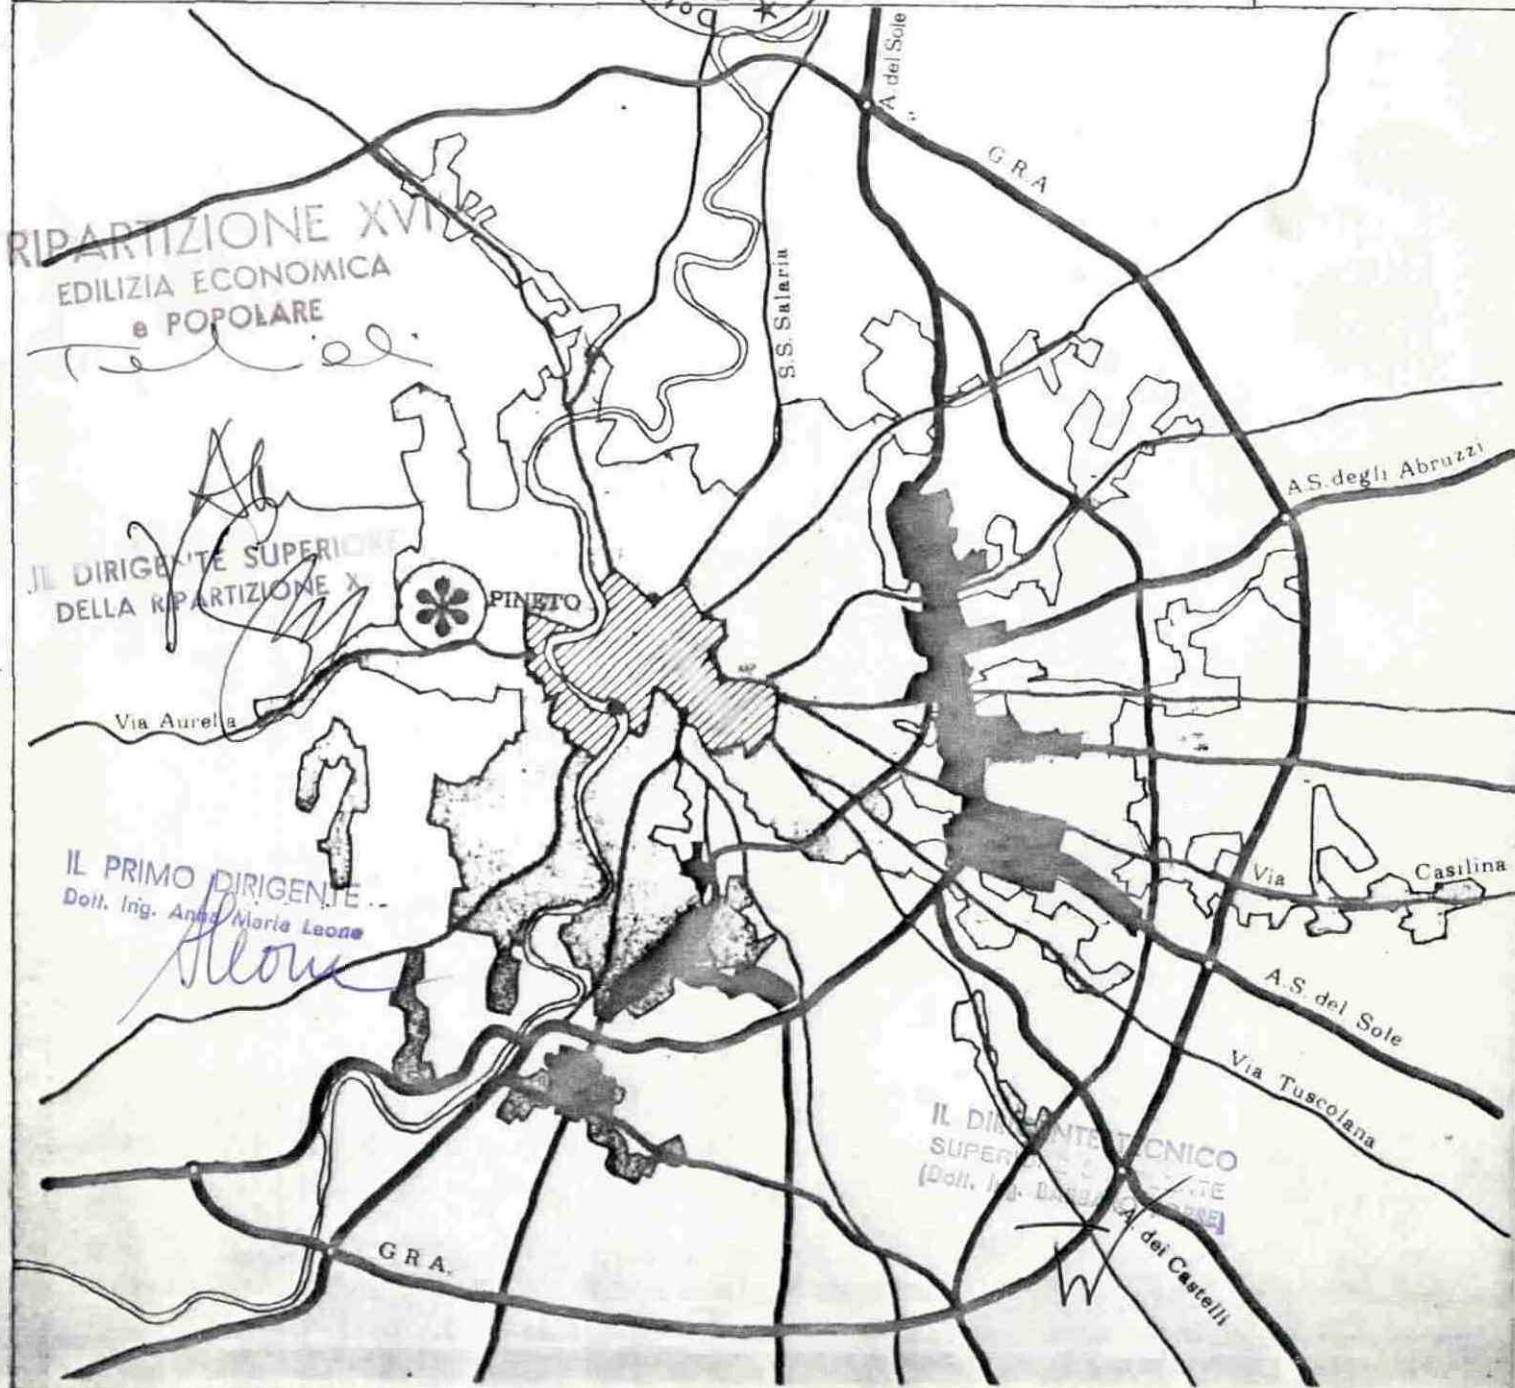 A. del Sole
G.R.A
RIPARTIZIONE XVI
EDILIZIA ECONOMICA
e POPOLARE
S.S. Salaria
A.S. degli Abruzzi
IL DIRIGENTE SUPERIORE
DELLA RIPARTIZIONE X
PINETO
Via Aurelia
IL PRIMO DIRIGENTE
Dott. Ing. Anna Maria Leone
Via Casilina
A.S. del Sole
Via Tuscolana
IL DIRIGENTE TECNICO
SUPERIORE
(Dott. Ing.
A. dei Castelli
G R A.